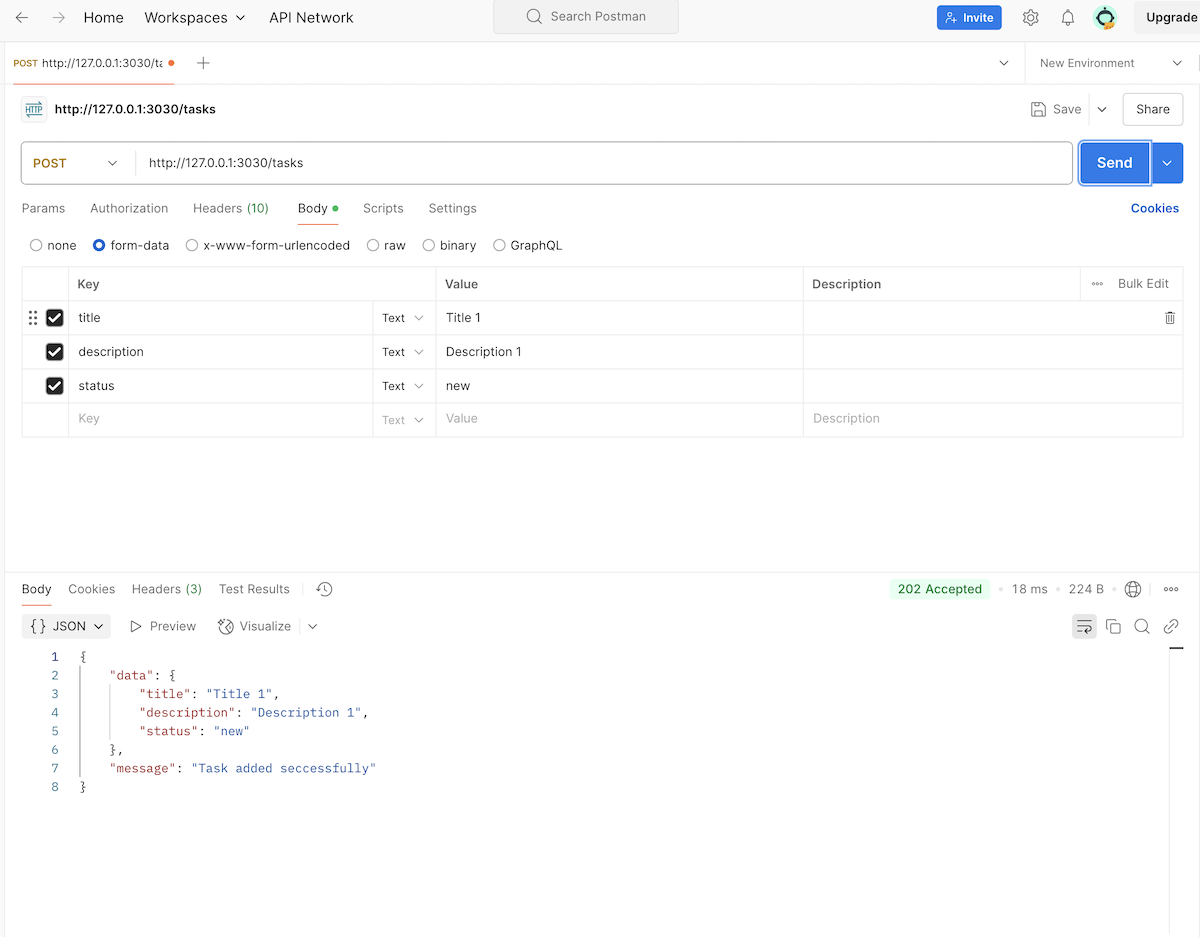 Home Workspaces API Network Search Postman Invite Upgrade
POST http://127.0.0.1:3030/ta New Environment
HTTP http://127.0.0.1:3030/tasks Save Share
POST http://127.0.0.1:3030/tasks Send
Params Authorization Headers (10) Body Scripts Settings Cookies
none form-data x-www-form-urlencoded raw binary GraphQL
Key Value Description Bulk Edit
title Text Title 1
description Text Description 1
status Text new
Key Text Value Description
Body Cookies Headers (3) Test Results 202 Accepted 18 ms 224 B
{} JSON Preview Visualize
1 {
2 "data": {
3 "title": "Title 1",
4 "description": "Description 1",
5 "status": "new"
6 },
7 "message": "Task added seccessfully"
8 }